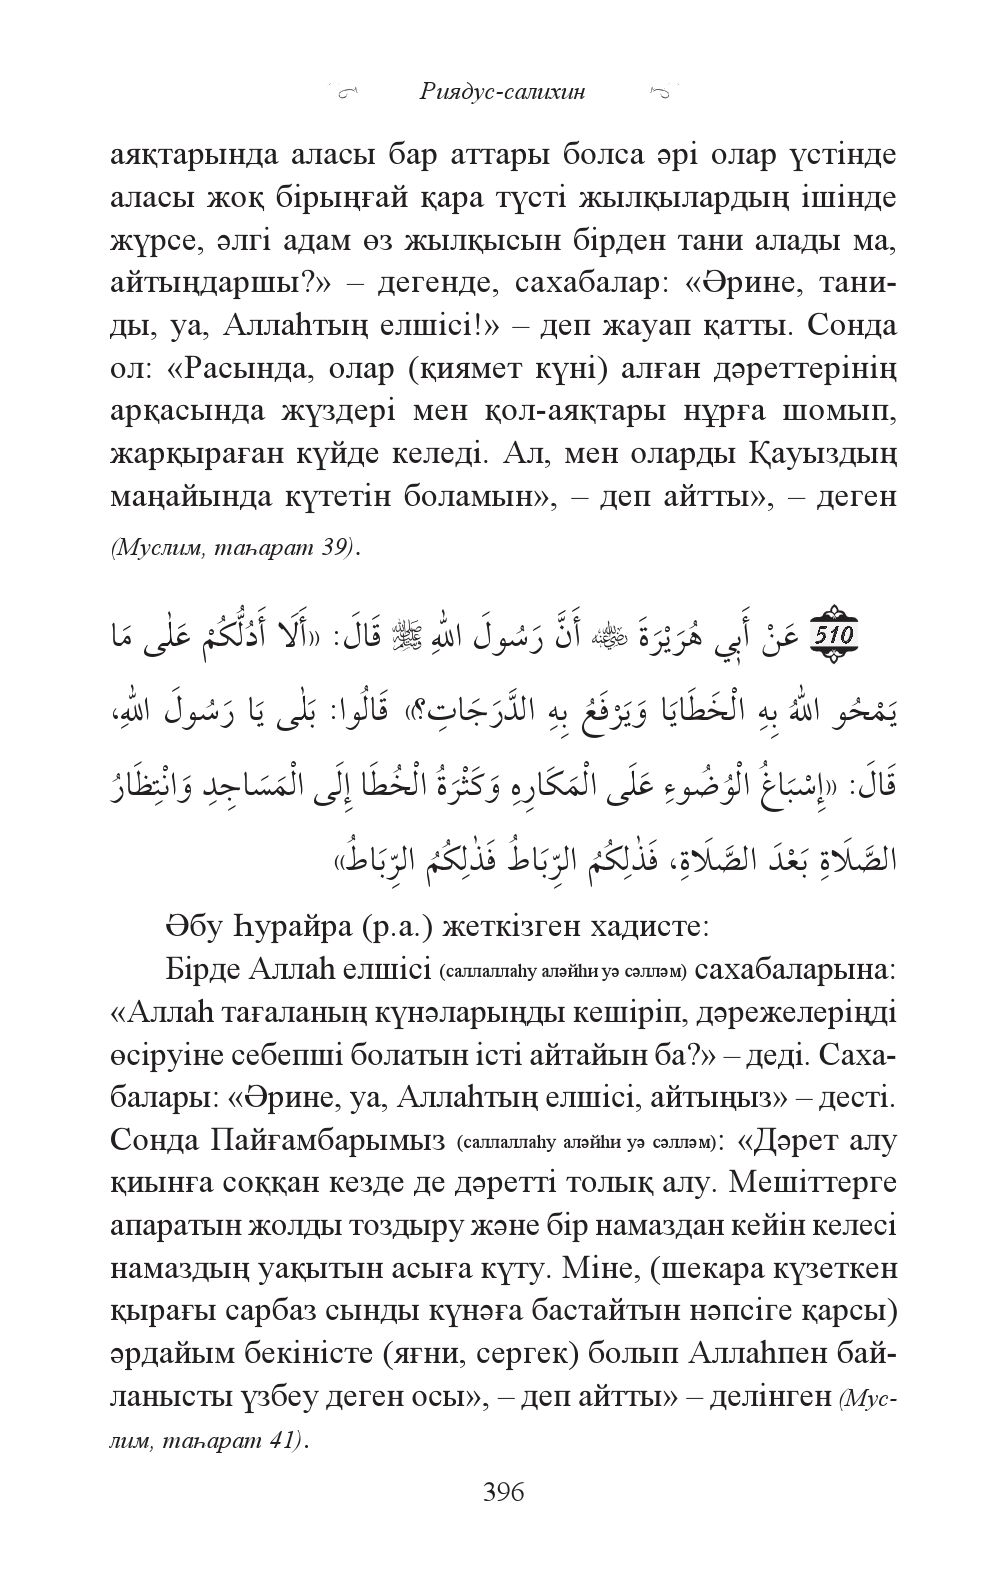 Риядус-салихин
аяқтарында аласы бар аттары болса әрі олар үстінде
аласы жоқ бірыңғай қара түсті жылқылардың ішінде
жүрсе, әлгі адам өз жылқысын бірден тани алады ма,
айтыңдаршы?» – дегенде, сахабалар: «Әрине, тани-
ды, уа, Аллаһтың елшісі!» – деп жауап қатты. Сонда
ол: «Расында, олар (қиямет күні) алған дәреттерінің
арқасында жүздері мен қол-аяқтары нұрға шомып,
жарқыраған күйде келеді. Ал, мен оларды Қауыздың
маңайында күтетін боламын», – деп айтты», – деген
(Муслим, таһарат 39).
510 عَنْ أَبِي هُرَيْرَةَ ﵁ أَنَّ رَسُولَ اللهِ ﷺ قَالَ: «أَلَا أَدُلُّكُمْ عَلٰى مَا
يَمْحُو اللهُ بِهِ الْخَطَايَا وَيَرْفَعُ بِهِ الدَّرَجَاتِ؟» قَالُوا: بَلٰى يَا رَسُولَ اللهِ،
قَالَ: «إِسْبَاغُ الْوُضُوءِ عَلَى الْمَكَارِهِ وَكَثْرَةُ الْخُطَا إِلَى الْمَسَاجِدِ وَانْتِظَارُ
الصَّلَاةِ بَعْدَ الصَّلَاةِ، فَذٰلِكُمُ الرِّبَاطُ فَذٰلِكُمُ الرِّبَاطُ»
Әбу Һурайра (р.а.) жеткізген хадисте:
Бірде Аллаһ елшісі (саллаллаһу аләйһи уә сәлләм) сахабаларына:
«Аллаһ тағаланың күнәларыңды кешіріп, дәрежелеріңді
өсіруіне себепші болатын істі айтайын ба?» – деді. Саха-
балары: «Әрине, уа, Аллаһтың елшісі, айтыңыз» – десті.
Сонда Пайғамбарымыз (саллаллаһу аләйһи уә сәлләм): «Дәрет алу
қиынға соққан кезде де дәретті толық алу. Мешіттерге
апаратын жолды тоздыру және бір намаздан кейін келесі
намаздың уақытын асыға күту. Міне, (шекара күзеткен
қырағы сарбаз сынды күнәға бастайтын нәпсіге қарсы)
әрдайым бекіністе (яғни, сергек) болып Аллаһпен бай-
ланысты үзбеу деген осы», – деп айтты» – делінген (Мус-
лим, таһарат 41).
396